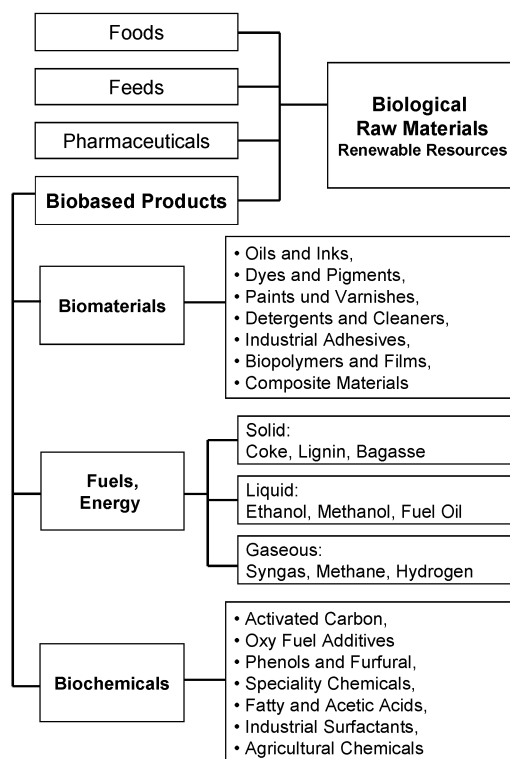 Foods
Feeds
Pharmaceuticals
Biobased Products
Biological
Raw Materials
Renewable Resources
Biomaterials
• Oils and Inks,
• Dyes and Pigments,
• Paints und Varnishes,
• Detergents and Cleaners,
• Industrial Adhesives,
• Biopolymers and Films,
• Composite Materials
Fuels,
Energy
Solid:
Coke, Lignin, Bagasse
Liquid:
Ethanol, Methanol, Fuel Oil
Gaseous:
Syngas, Methane, Hydrogen
Biochemicals
• Activated Carbon,
• Oxy Fuel Additives
• Phenols and Furfural,
• Speciality Chemicals,
• Fatty and Acetic Acids,
• Industrial Surfactants,
• Agricultural Chemicals